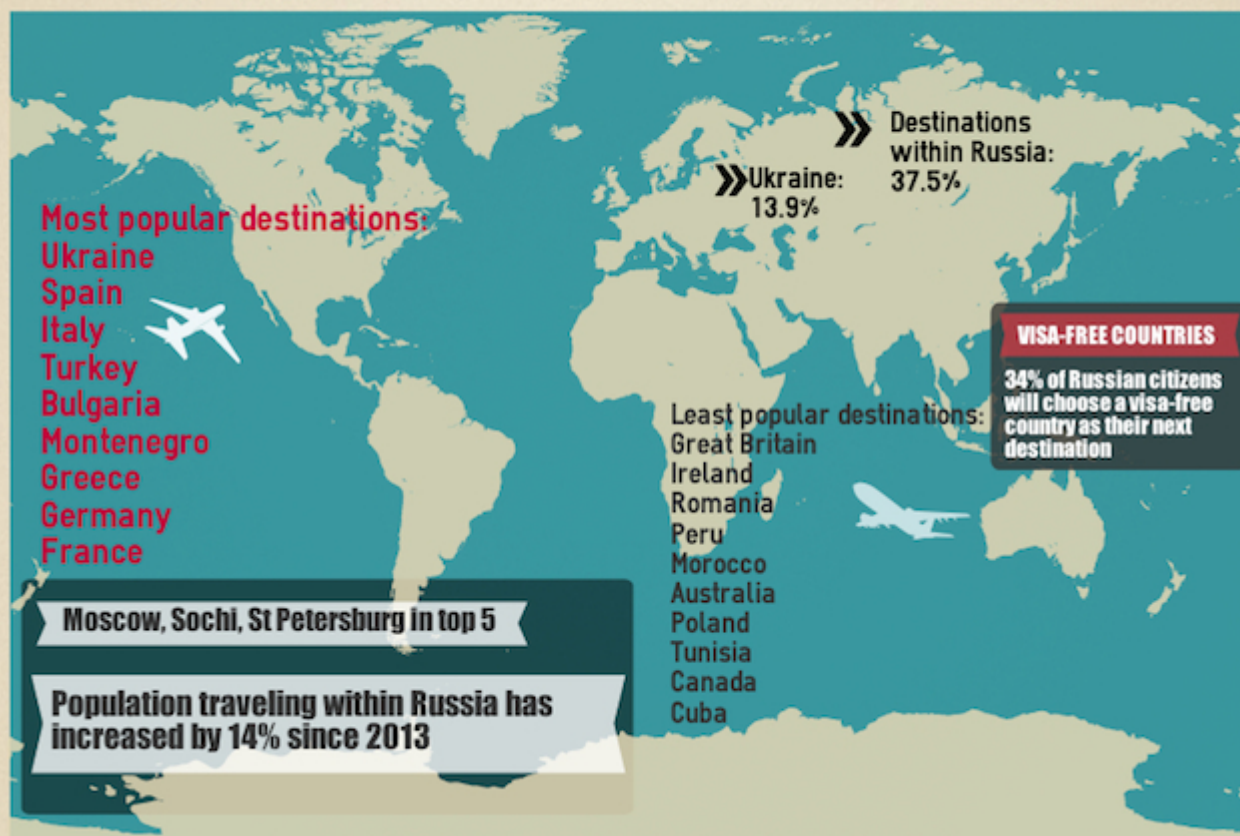 Destinations
within Russia:
37.5%
Ukraine:
13.9%
Most popular destinations:
Ukraine
Spain
Italy
Turkey
Bulgaria
Montenegro
Greece
Germany
France
VISA-FREE COUNTRIES
34% of Russian citizens
will choose a visa-free
country as their next
destination
Least popular destinations:
Great Britain
Ireland
Romania
Peru
Morocco
Australia
Poland
Tunisia
Canada
Cuba
Moscow, Sochi, St Petersburg in top 5
Population traveling within Russia has
increased by 14% since 2013